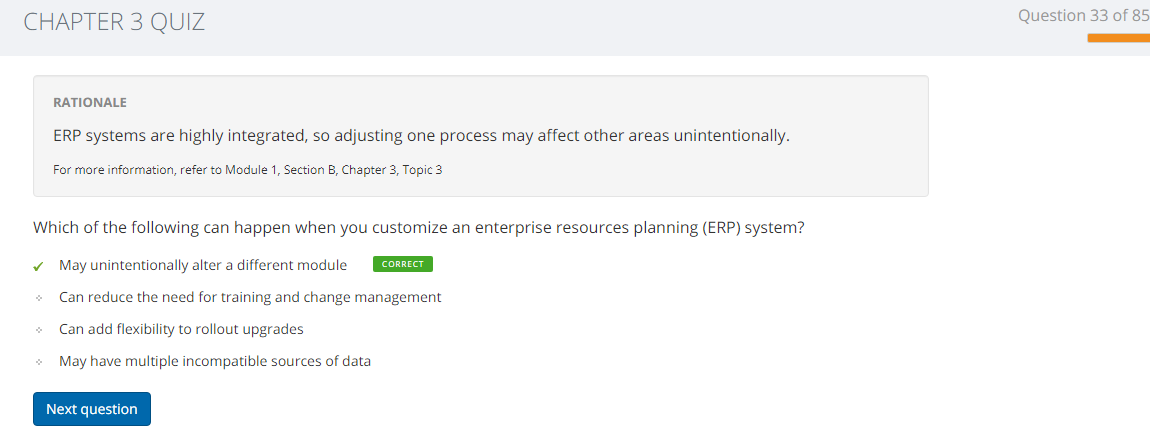 CHAPTER 3 QUIZ
Question 33 of 85
RATIONALE
ERP systems are highly integrated, so adjusting one process may affect other areas unintentionally.
For more information, refer to Module 1, Section B, Chapter 3, Topic 3
Which of the following can happen when you customize an enterprise resources planning (ERP) system?
May unintentionally alter a different module CORRECT
Can reduce the need for training and change management
Can add flexibility to rollout upgrades
May have multiple incompatible sources of data
Next question